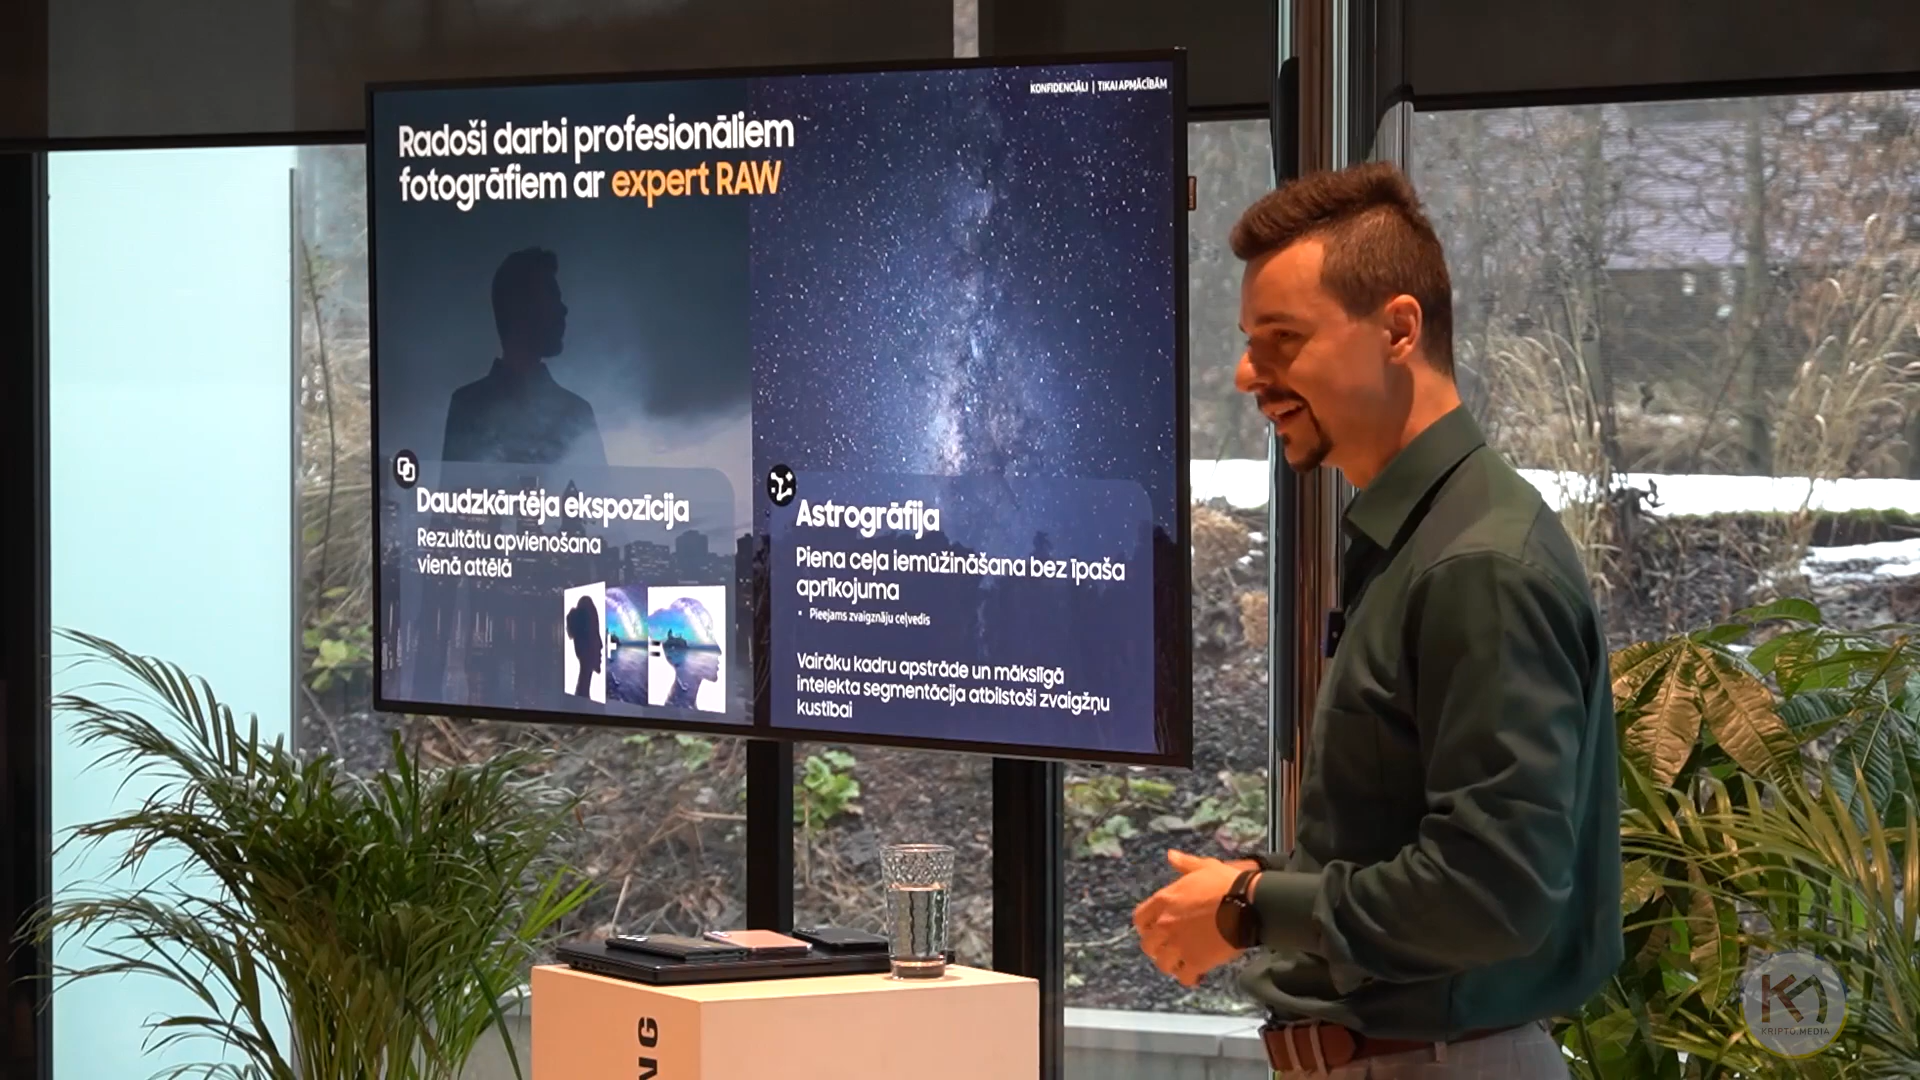 KONFIDENCIĀLI | TIKAI APMĀCĪBĀM
Radoši darbi profesionāliem
fotogrāfiem ar expert RAW
Daudzkārtēja ekspozīcija
Rezultātu apvienošana
vienā attēlā
Astrogrāfija
Piena ceļa iemūžināšana bez īpaša
aprīkojuma
• Pieejams zvaigznāju ceļvedis
Vairāku kadru apstrāde un mākslīgā
intelekta segmentācija atbilstoši zvaigžņu
kustībai
NG
KM
KRIPTO.MEDIA